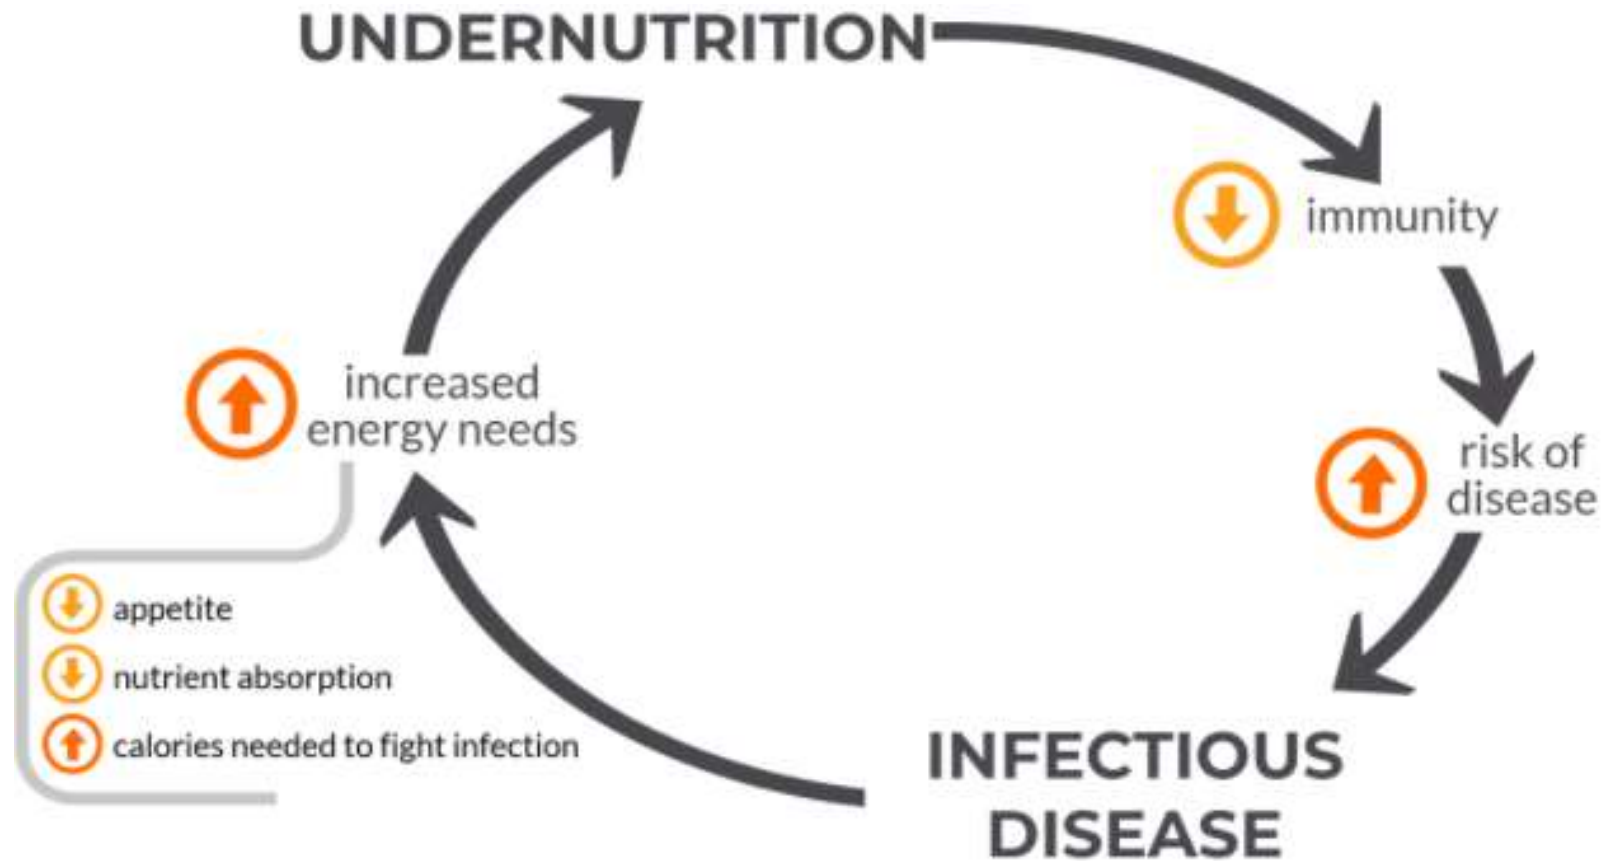 UNDERNUTRITION
immunity
risk of
disease
INFECTIOUS
DISEASE
increased
energy needs
appetite
nutrient absorption
calories needed to fight infection